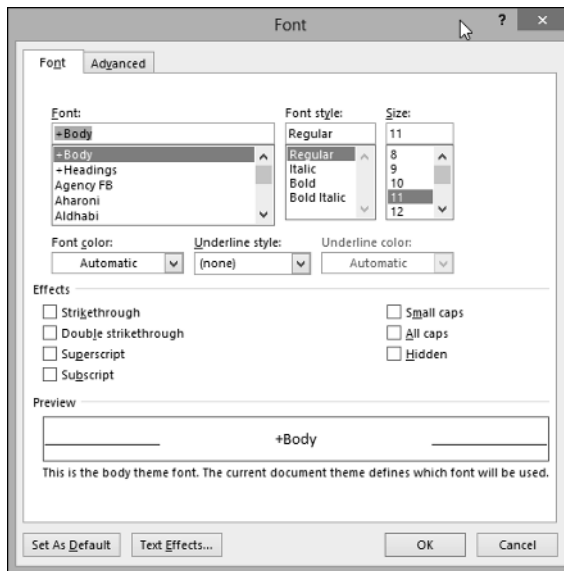 Font
?
Font Advanced
Font: Font style: Size:
+Body Regular 11
+Body Regular 8
+Headings Italic 9
Agency FB Bold 10
Aharoni Bold Italic 11
Aldhabi 12
Font color: Underline style: Underline color:
Automatic (none) Automatic
Effects
Strikethrough Small caps
Double strikethrough All caps
Superscript Hidden
Subscript
Preview
+Body
This is the body theme font. The current document theme defines which font will be used.
Set As Default Text Effects... OK Cancel